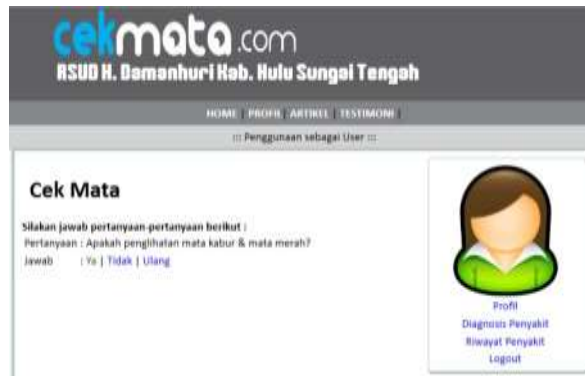 cekmata.com
RSUD H. Damanhuri Kab. Hulu Sungai Tengah
HOME | PROFIL | ARTIKEL | TESTIMONI |
::: Penggunaan sebagai User :::
Cek Mata
Silakan jawab pertanyaan-pertanyaan berikut :
Pertanyaan : Apakah penglihatan mata kabur & mata merah?
Jawab : Ya | Tidak | Ulang
Profil
Diagnosis Penyakit
Riwayat Penyakit
Logout